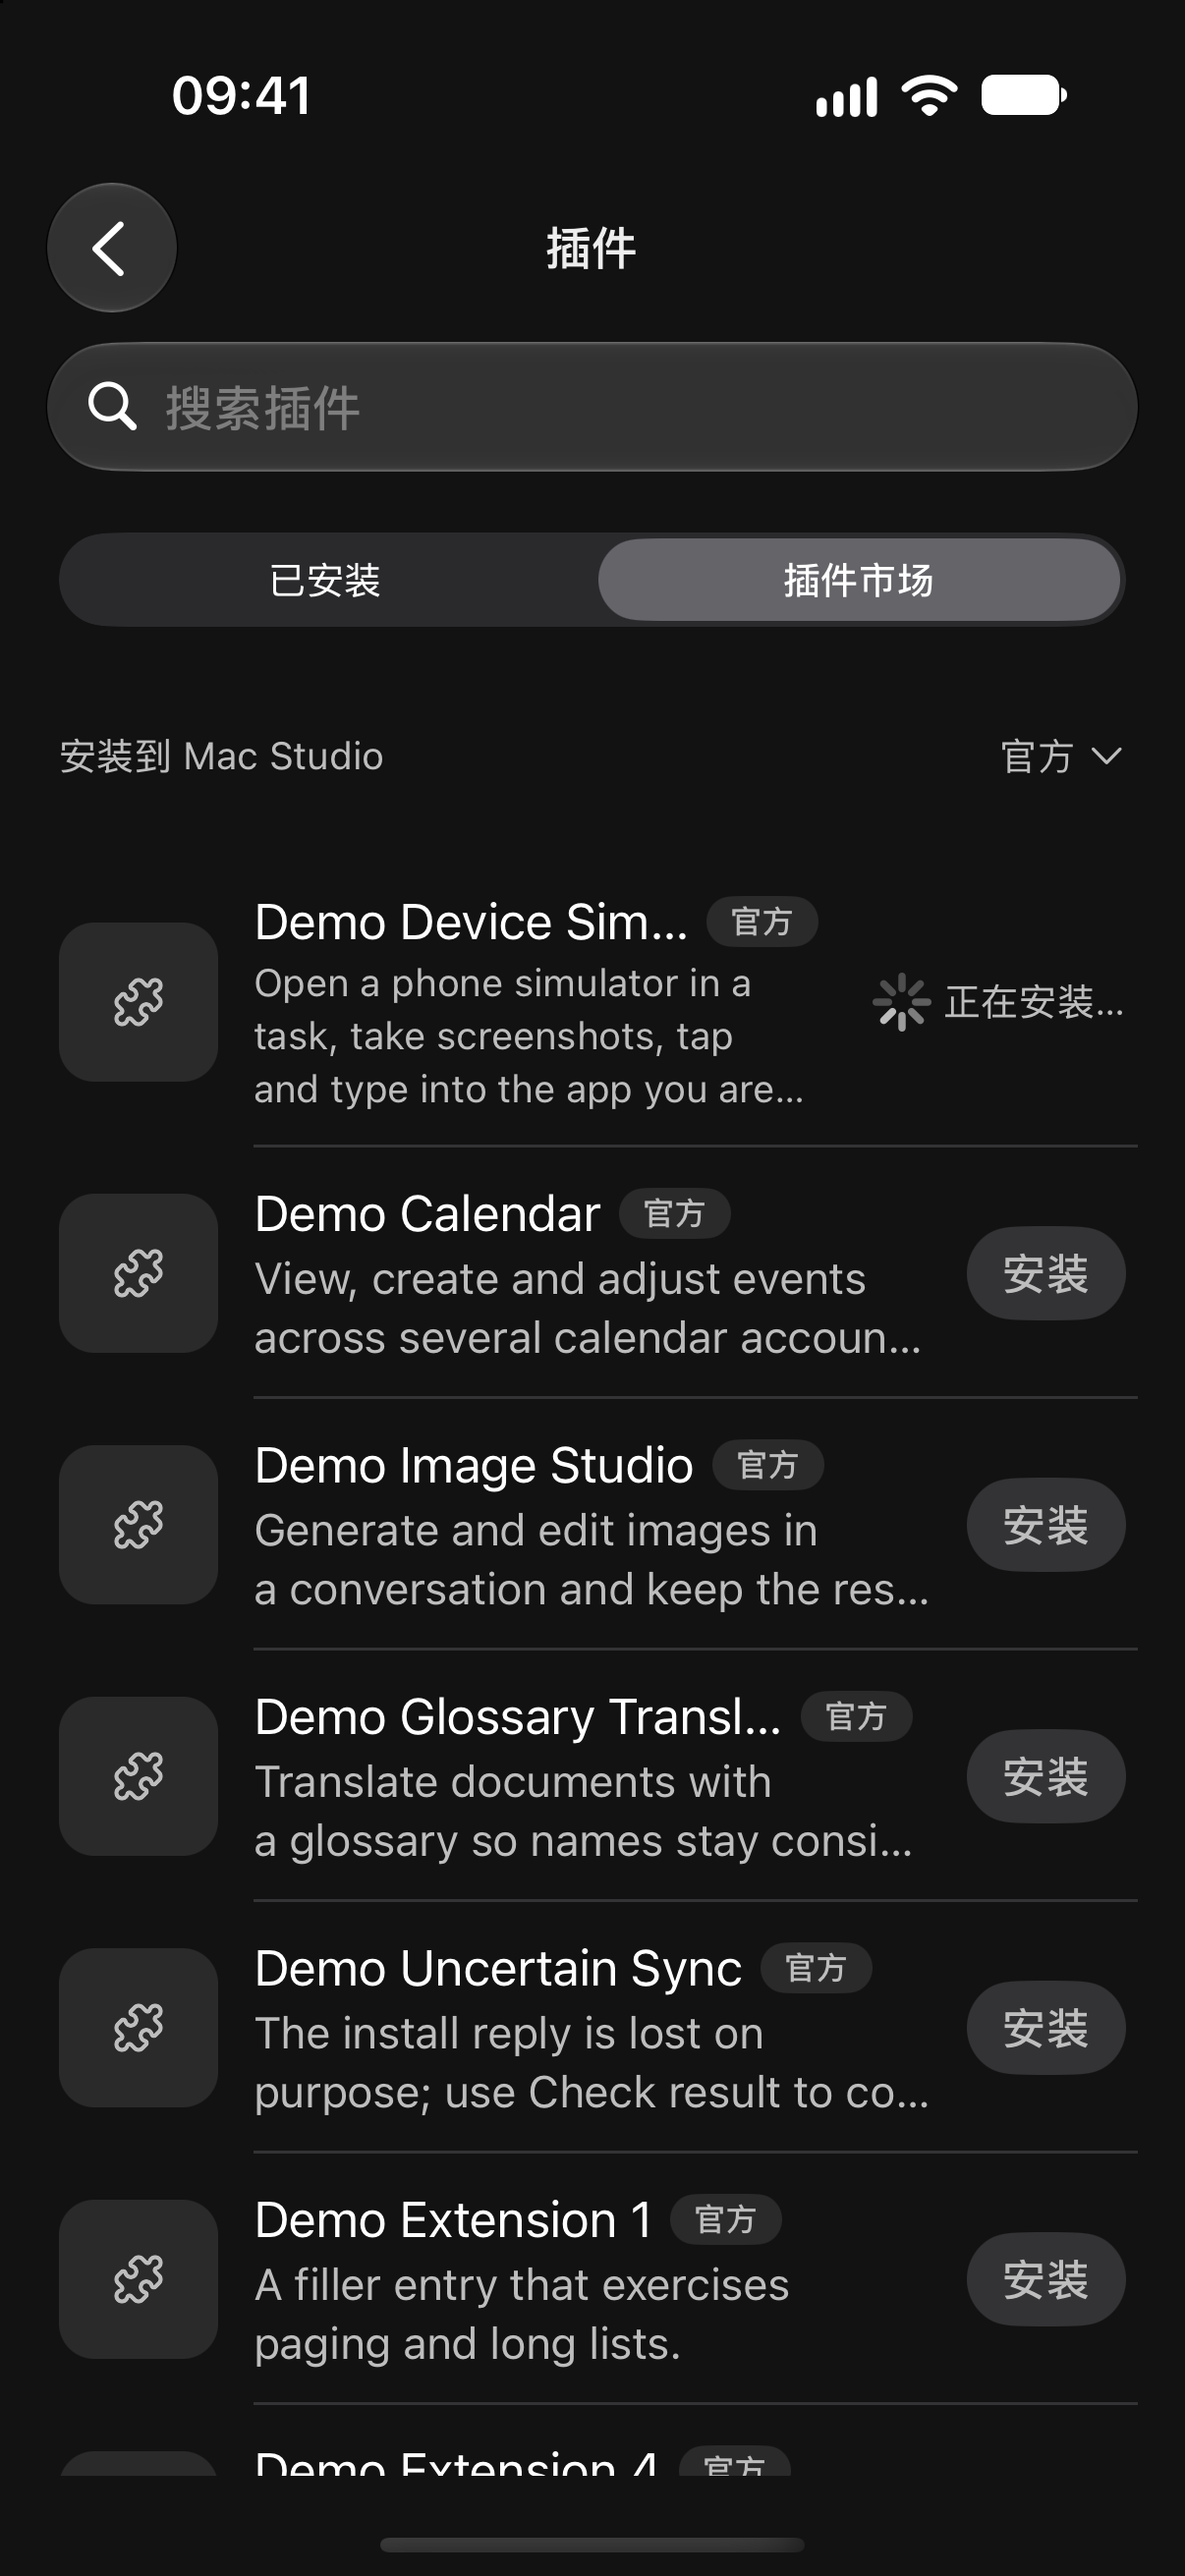 09:41
插件
搜索插件
已安装
插件市场
安装到 Mac Studio
官方
Demo Device Sim... 官方
Open a phone simulator in a
task, take screenshots, tap
and type into the app you are...
正在安装...
Demo Calendar 官方
View, create and adjust events
across several calendar accoun...
安装
Demo Image Studio 官方
Generate and edit images in
a conversation and keep the res...
安装
Demo Glossary Transl... 官方
Translate documents with
a glossary so names stay consi...
安装
Demo Uncertain Sync 官方
The install reply is lost on
purpose; use Check result to co...
安装
Demo Extension 1 官方
A filler entry that exercises
paging and long lists.
安装
Demo Extension 4 官方